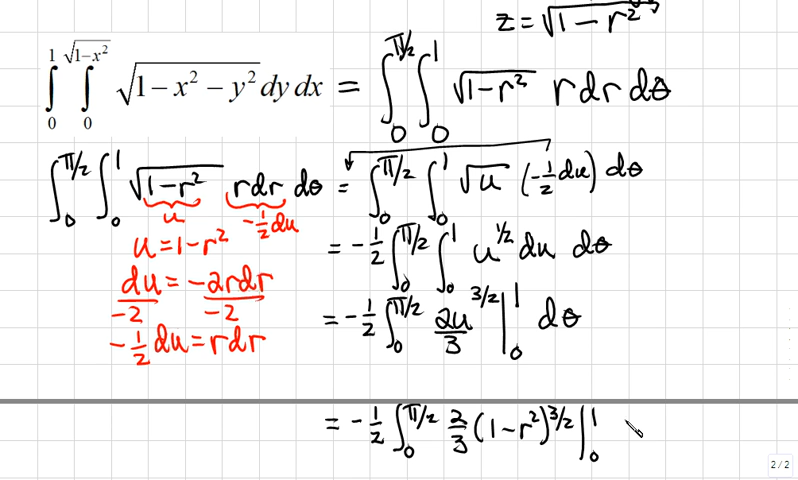 z = √(1 − r²)
∫₀¹ ∫₀^√(1−x²) √(1 − x² − y²) dy dx = ∫₀^(π/2) ∫₀¹ √(1−r²) r dr dθ
∫₀^(π/2) ∫₀¹ √(1−r²) r dr dθ = ∫₀^(π/2) ∫₀¹ √u (−½ du) dθ
u −½ du
u = 1 − r² = −½ ∫₀^(π/2) ∫₀¹ u^(1/2) du dθ
du/−2 = −2r dr/−2
−½ du = r dr = −½ ∫₀^(π/2) 2u^(3/2)/3 |₀¹ dθ
= −½ ∫₀^(π/2) ⅔ (1−r²)^(3/2) |₀¹
2 / 2